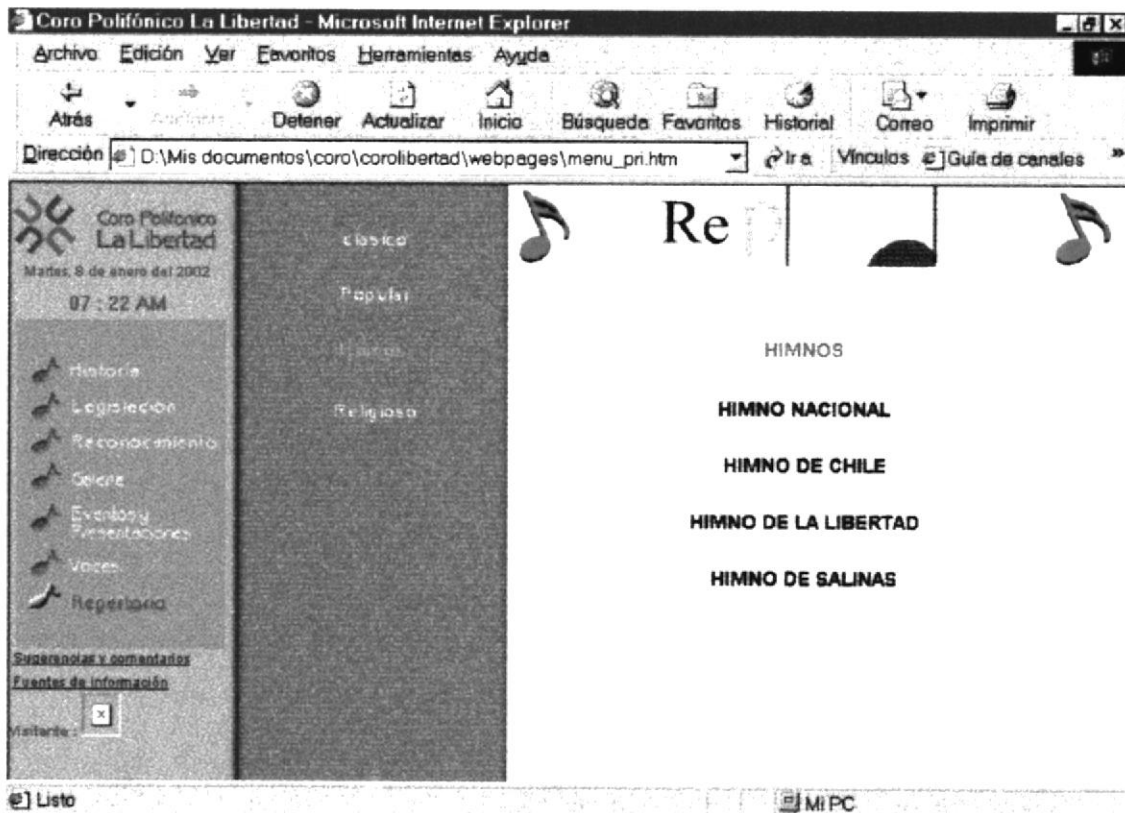 Coro Polifónico La Libertad - Microsoft Internet Explorer
Archivo Edición Ver Favoritos Herramientas Ayuda
Atrás Adelante Detener Actualizar Inicio Búsqueda Favoritos Historial Correo Imprimir
Dirección D:\Mis documentos\coro\corolibertad\webpages\menu_pri.htm Ir a Vínculos Guía de canales »
Coro Polifonico
La Libertad
Martes, 8 de enero del 2002
07 : 22 AM
Historia
Legislación
Reconocimiento
Eventos y
Presentaciones
Voces
Repertorio
Sugerencias y comentarios
Fuentes de información
Visitante :
clásico
Popular
Himnos
Religioso
Re p
HIMNOS
HIMNO NACIONAL
HIMNO DE CHILE
HIMNO DE LA LIBERTAD
HIMNO DE SALINAS
Listo
Mi PC